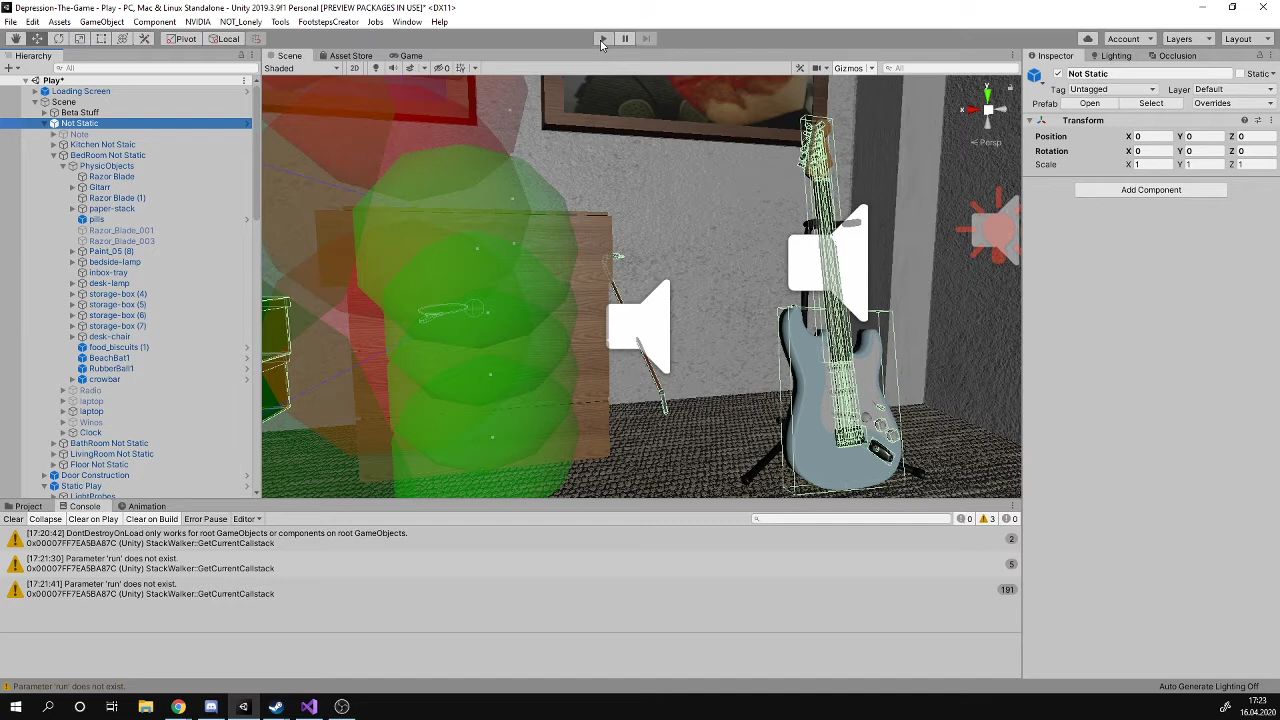 Depression-The-Game - Play - PC, Mac & Linux Standalone - Unity 2019.3.9f1 Personal [PREVIEW PACKAGES IN USE]* <DX11>
File Edit Assets GameObject Component NVIDIA NOT_Lonely Tools FootstepsCreator Jobs Window Help
Pivot Local Account Layers Layout
Hierarchy Scene Asset Store Game Inspector Lighting Occlusion
All Shaded 2D 0 Gizmos All Not Static Static
Play*
Loading Screen
Scene
Beta Stuff
Not Static
Note
Kitchen Not Staic
BedRoom Not Static
PhysicObjects
Razor Blade
Gitarr
Razor Blade (1)
paper-stack
pills
Razor_Blade_001
Razor_Blade_003
Paint_05 (8)
bedside-lamp
inbox-tray
desk-lamp
storage-box (4)
storage-box (5)
storage-box (6)
storage-box (7)
desk-chair
food_biscuits (1)
BeachBat1
RubberBall1
crowbar
Radio
laptop
laptop
Winos
Clock
BathRoom Not Static
LivingRoom Not Static
Floor Not Static
Door Construction
Static Play
LightProbes
y
x
Persp
Tag Untagged Layer Default
Prefab Open Select Overrides
Transform
Position X 0 Y 0 Z 0
Rotation X 0 Y 0 Z 0
Scale X 1 Y 1 Z 1
Add Component
Project Console Animation
Clear Collapse Clear on Play Clear on Build Error Pause Editor 0 3 0
[17:20:42] DontDestroyOnLoad only works for root GameObjects or components on root GameObjects.
0x00007FF7EA5BA87C (Unity) StackWalker::GetCurrentCallstack 2
[17:21:30] Parameter 'run' does not exist.
0x00007FF7EA5BA87C (Unity) StackWalker::GetCurrentCallstack 5
[17:21:41] Parameter 'run' does not exist.
0x00007FF7EA5BA87C (Unity) StackWalker::GetCurrentCallstack 191
Parameter 'run' does not exist. Auto Generate Lighting Off
17:23
16.04.2020